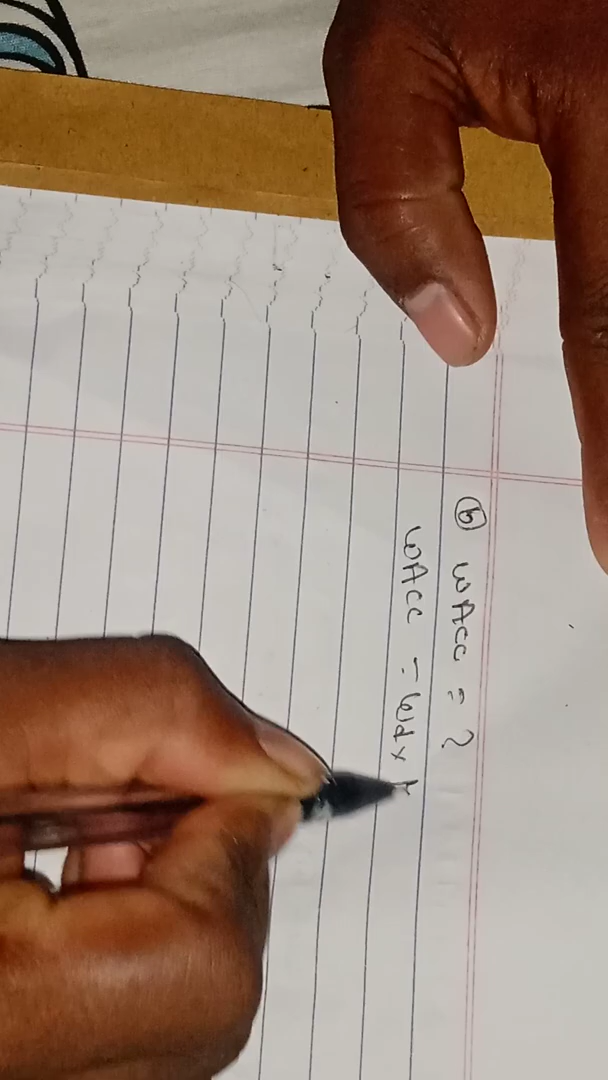 ⓑ WACC = ?
WACC = Wd x r